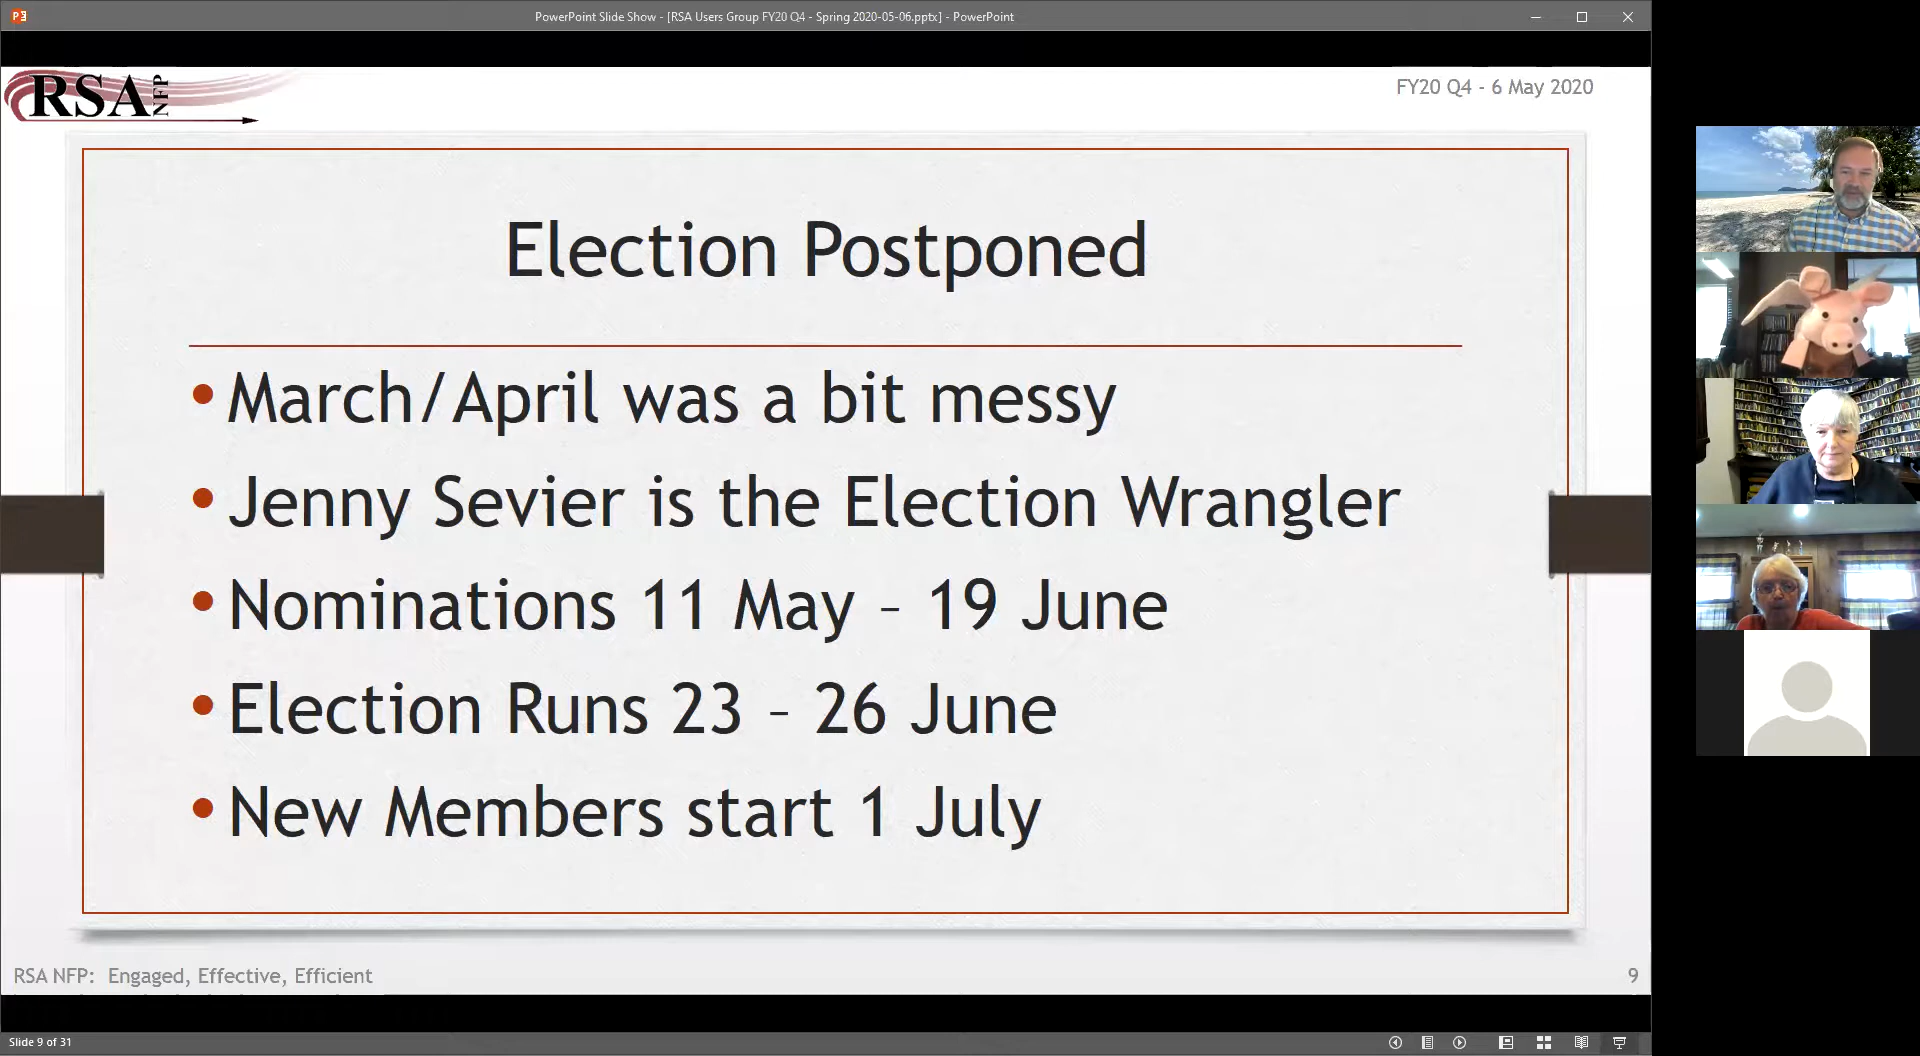 PowerPoint Slide Show - [RSA Users Group FY20 Q4 - Spring 2020-05-06.pptx] - PowerPoint
RSA NFP
FY20 Q4 - 6 May 2020
Election Postponed
• March/April was a bit messy
• Jenny Sevier is the Election Wrangler
• Nominations 11 May – 19 June
• Election Runs 23 – 26 June
• New Members start 1 July
RSA NFP: Engaged, Effective, Efficient
9
Slide 9 of 31